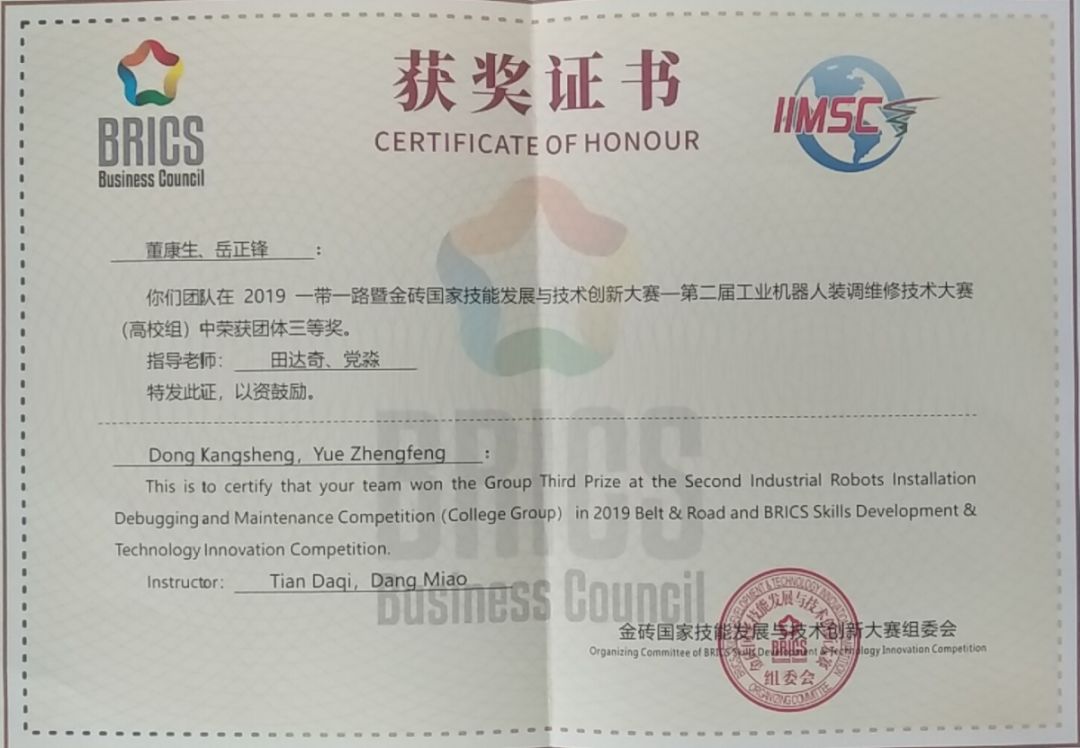 BRICS
Business Council
获奖证书
CERTIFICATE OF HONOUR
IIMSC
董康生、岳正锋:
你们团队在 2019 一带一路暨金砖国家技能发展与技术创新大赛—第二届工业机器人装调维修技术大赛
(高校组)中荣获团体三等奖。
指导老师: 田达奇、党淼
特发此证,以资鼓励。
Dong Kangsheng, Yue Zhengfeng:
This is to certify that your team won the Group Third Prize at the Second Industrial Robots Installation
Debugging and Maintenance Competition (College Group) in 2019 Belt & Road and BRICS Skills Development &
Technology Innovation Competition.
Instructor: Tian Daqi, Dang Miao
BRICS
Business Council
金砖国家技能发展与技术创新大赛组委会
Organizing Committee of BRICS Skills Development & Technology Innovation Competition
BRICS
组委会
ORGANIZING COMMITTEE